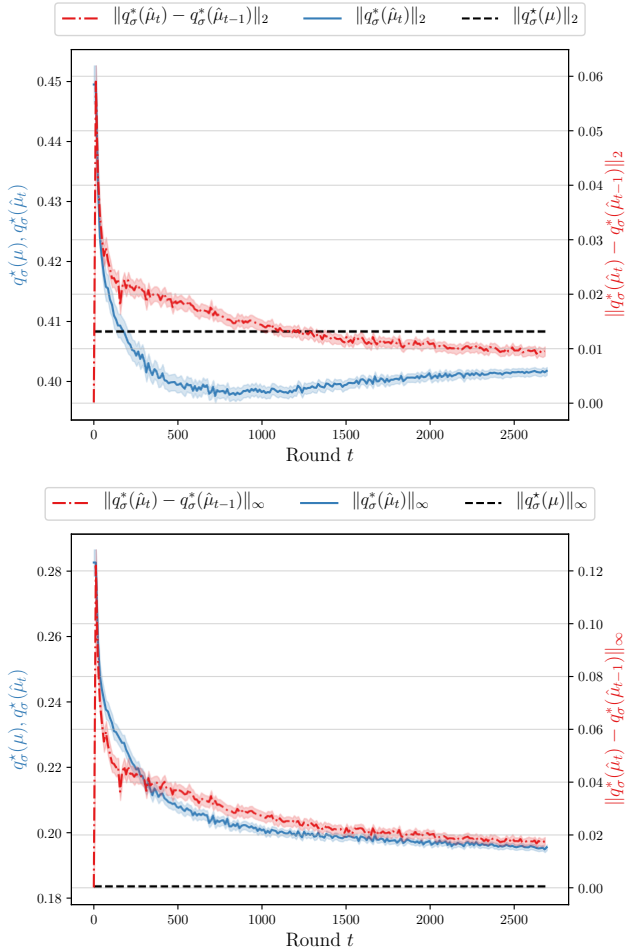 ‖q*σ(μ̂t) − q*σ(μ̂t−1)‖2 ‖q*σ(μ̂t)‖2 ‖q⋆σ(μ)‖2
0.45
0.44
0.43
0.42
0.41
0.40
q⋆σ(μ), q⋆σ(μ̂t)
0.06
0.05
0.04
0.03
0.02
0.01
0.00
‖q*σ(μ̂t) − q*σ(μ̂t−1)‖2
0 500 1000 1500 2000 2500
Round t
‖q*σ(μ̂t) − q*σ(μ̂t−1)‖∞ ‖q*σ(μ̂t)‖∞ ‖q⋆σ(μ)‖∞
0.28
0.26
0.24
0.22
0.20
0.18
q⋆σ(μ), q⋆σ(μ̂t)
0.12
0.10
0.08
0.06
0.04
0.02
0.00
‖q*σ(μ̂t) − q*σ(μ̂t−1)‖∞
0 500 1000 1500 2000 2500
Round t